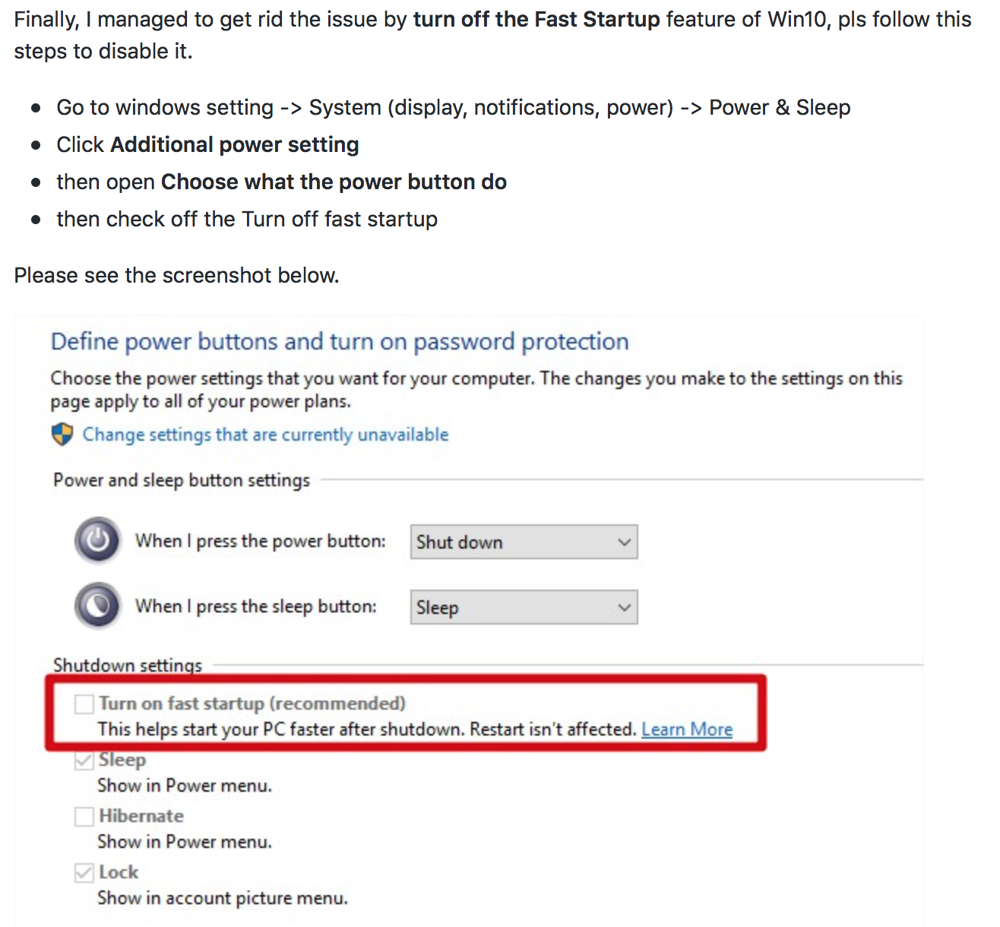 Finally, I managed to get rid the issue by turn off the Fast Startup feature of Win10, pls follow this
steps to disable it.
Go to windows setting -> System (display, notifications, power) -> Power & Sleep
Click Additional power setting
then open Choose what the power button do
then check off the Turn off fast startup
Please see the screenshot below.
Define power buttons and turn on password protection
Choose the power settings that you want for your computer. The changes you make to the settings on this
page apply to all of your power plans.
Change settings that are currently unavailable
Power and sleep button settings
When I press the power button: Shut down
When I press the sleep button: Sleep
Shutdown settings
Turn on fast startup (recommended)
This helps start your PC faster after shutdown. Restart isn't affected. Learn More
Sleep
Show in Power menu.
Hibernate
Show in Power menu.
Lock
Show in account picture menu.